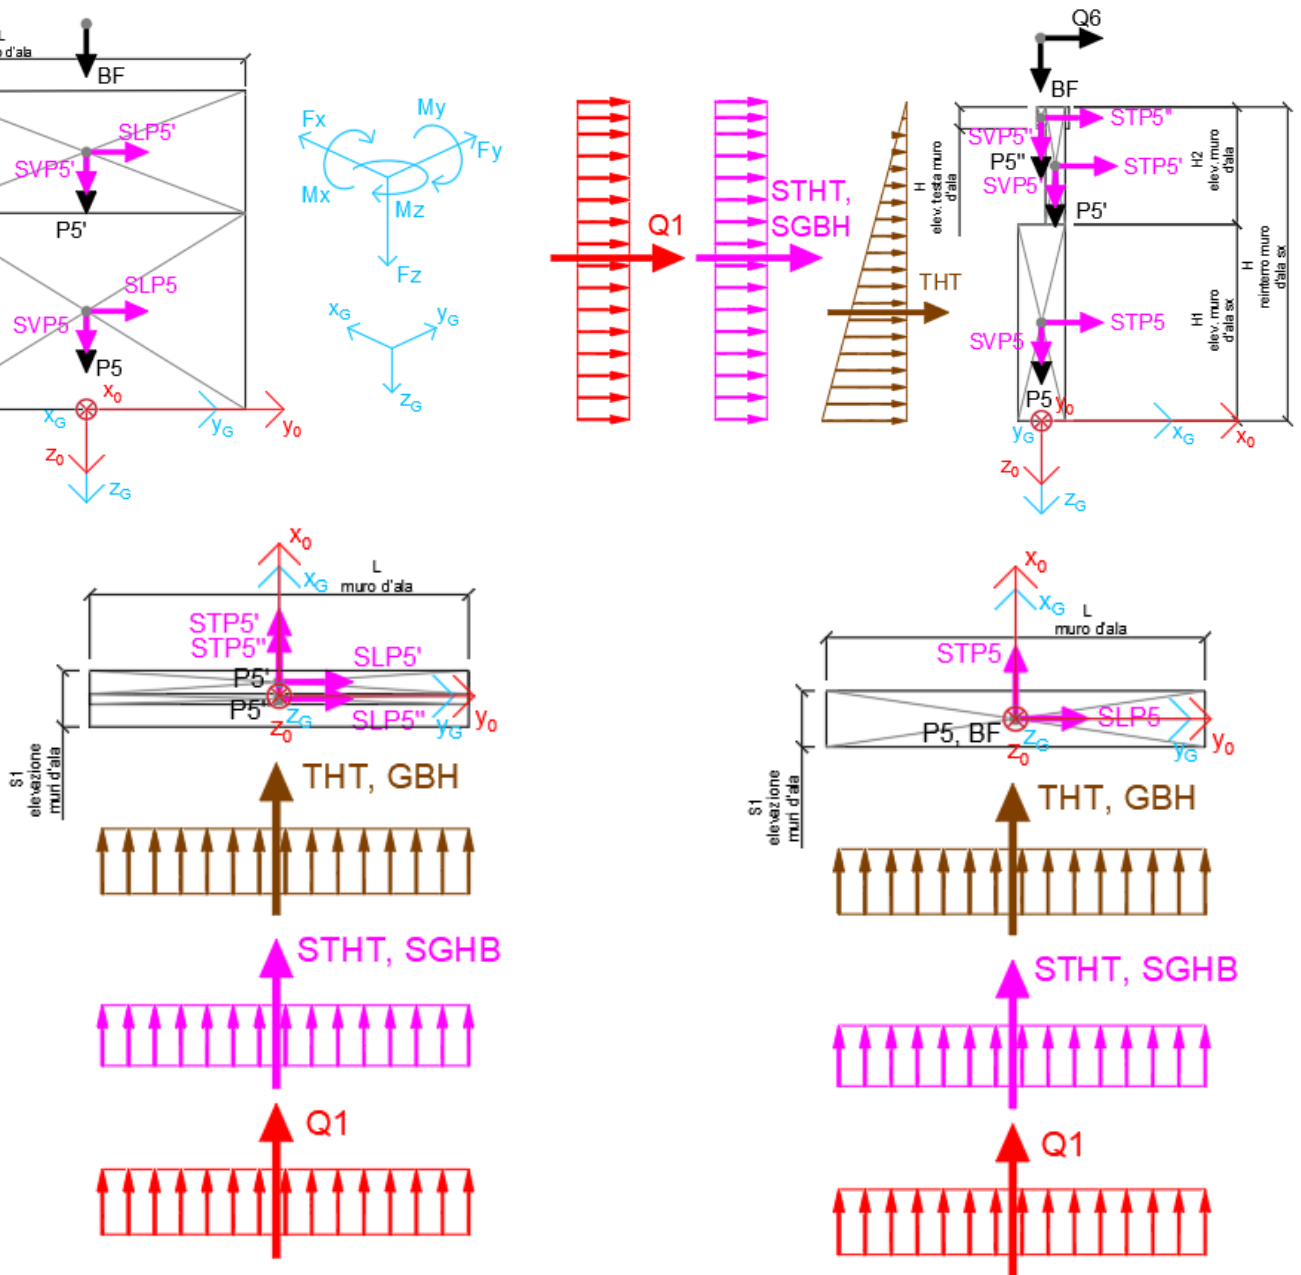 L
o d'ala
BF
SLP5'
SVP5'
P5'
SLP5
SVP5
P5
x0
xG
yG
y0
z0
zG
Fx
My
Fy
Mx
Mz
Fz
xG
yG
zG
Q1
STHT,
SGBH
THT
H
elev. testa muro
d'ala
Q6
BF
STP5"
SVP5"
P5"
STP5'
SVP5'
P5'
STP5
SVP5
P5
H2
elev. muro
d'ala
H1
elev. muro
d'ala sx
H
reinterro muro
d'ala sx
y0
yG
xG
x0
z0
zG
x0
xG
L
muro d'ala
STP5'
STP5"
SLP5'
P5'
P5'
zG
z0
SLP5"
yG
y0
S1
elevazione
muri d'ala
THT, GBH
STHT, SGHB
Q1
x0
xG
L
muro d'ala
STP5
SLP5
P5, BF
zG
z0
yG
y0
S1
elevazione
muri d'ala
THT, GBH
STHT, SGHB
Q1